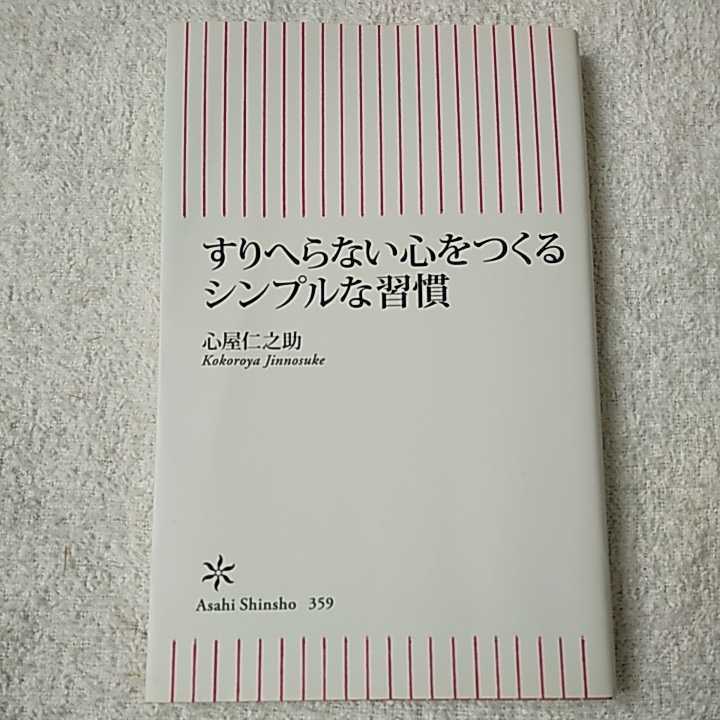 すりへらない心をつくる
シンプルな習慣
心屋仁之助
Kokoroya Jinnosuke
Asahi Shinsho 359